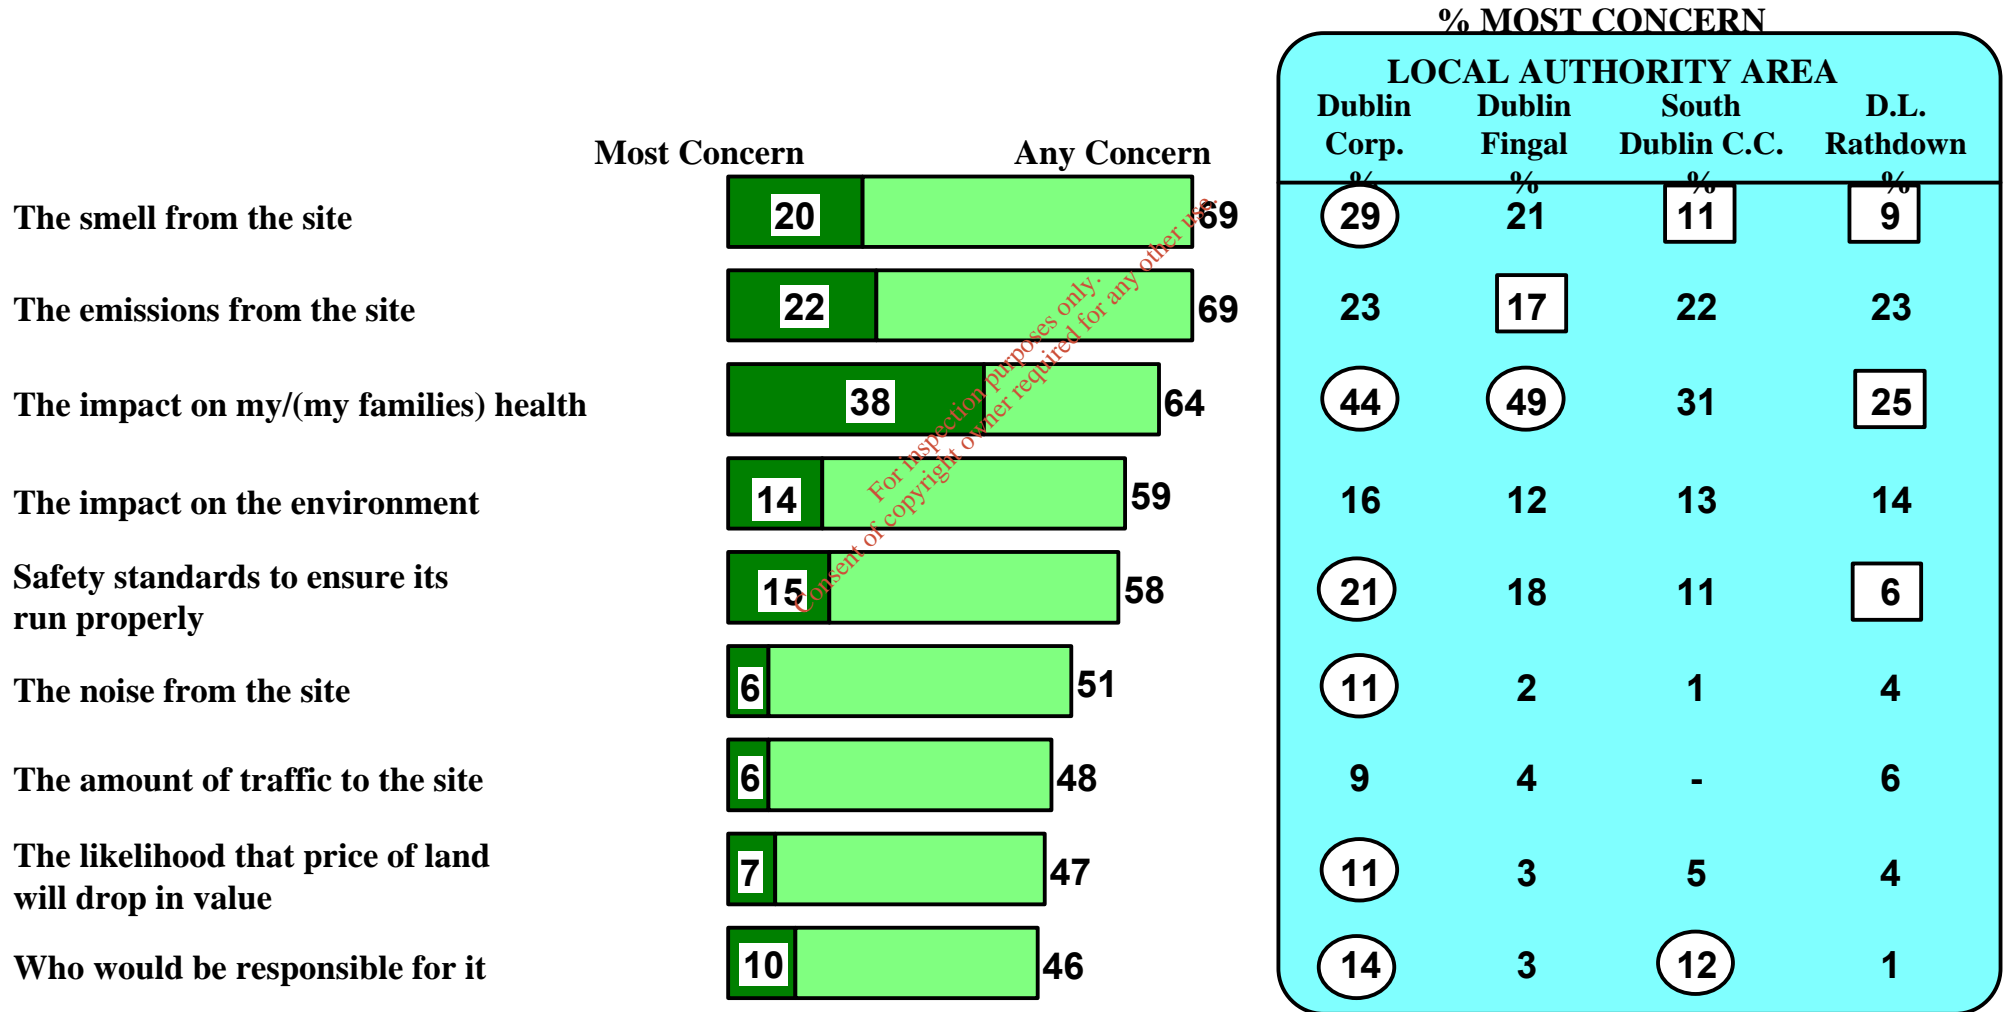 % MOST CONCERN
LOCAL AUTHORITY AREA
Dublin Dublin South D.L.
Corp. Fingal Dublin C.C. Rathdown
% % % %
Most Concern Any Concern
The smell from the site 20 69 29 21 11 9
The emissions from the site 22 69 23 17 22 23
The impact on my/(my families) health 38 64 44 49 31 25
The impact on the environment 14 59 16 12 13 14
Safety standards to ensure its
run properly 15 58 21 18 11 6
The noise from the site 6 51 11 2 1 4
The amount of traffic to the site 6 48 9 4 - 6
The likelihood that price of land
will drop in value 7 47 11 3 5 4
Who would be responsible for it 10 46 14 3 12 1
For inspection purposes only.
Consent of copyright owner required for any other use.